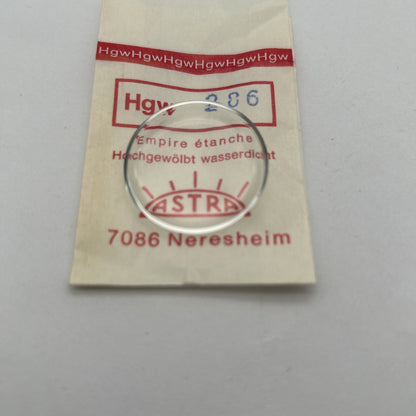 HgwHgwHgwHgwHgwHgw
Hgw 286
Empire étanche
Hochgewölbt wasserdicht
ASTRA
7086 Neresheim